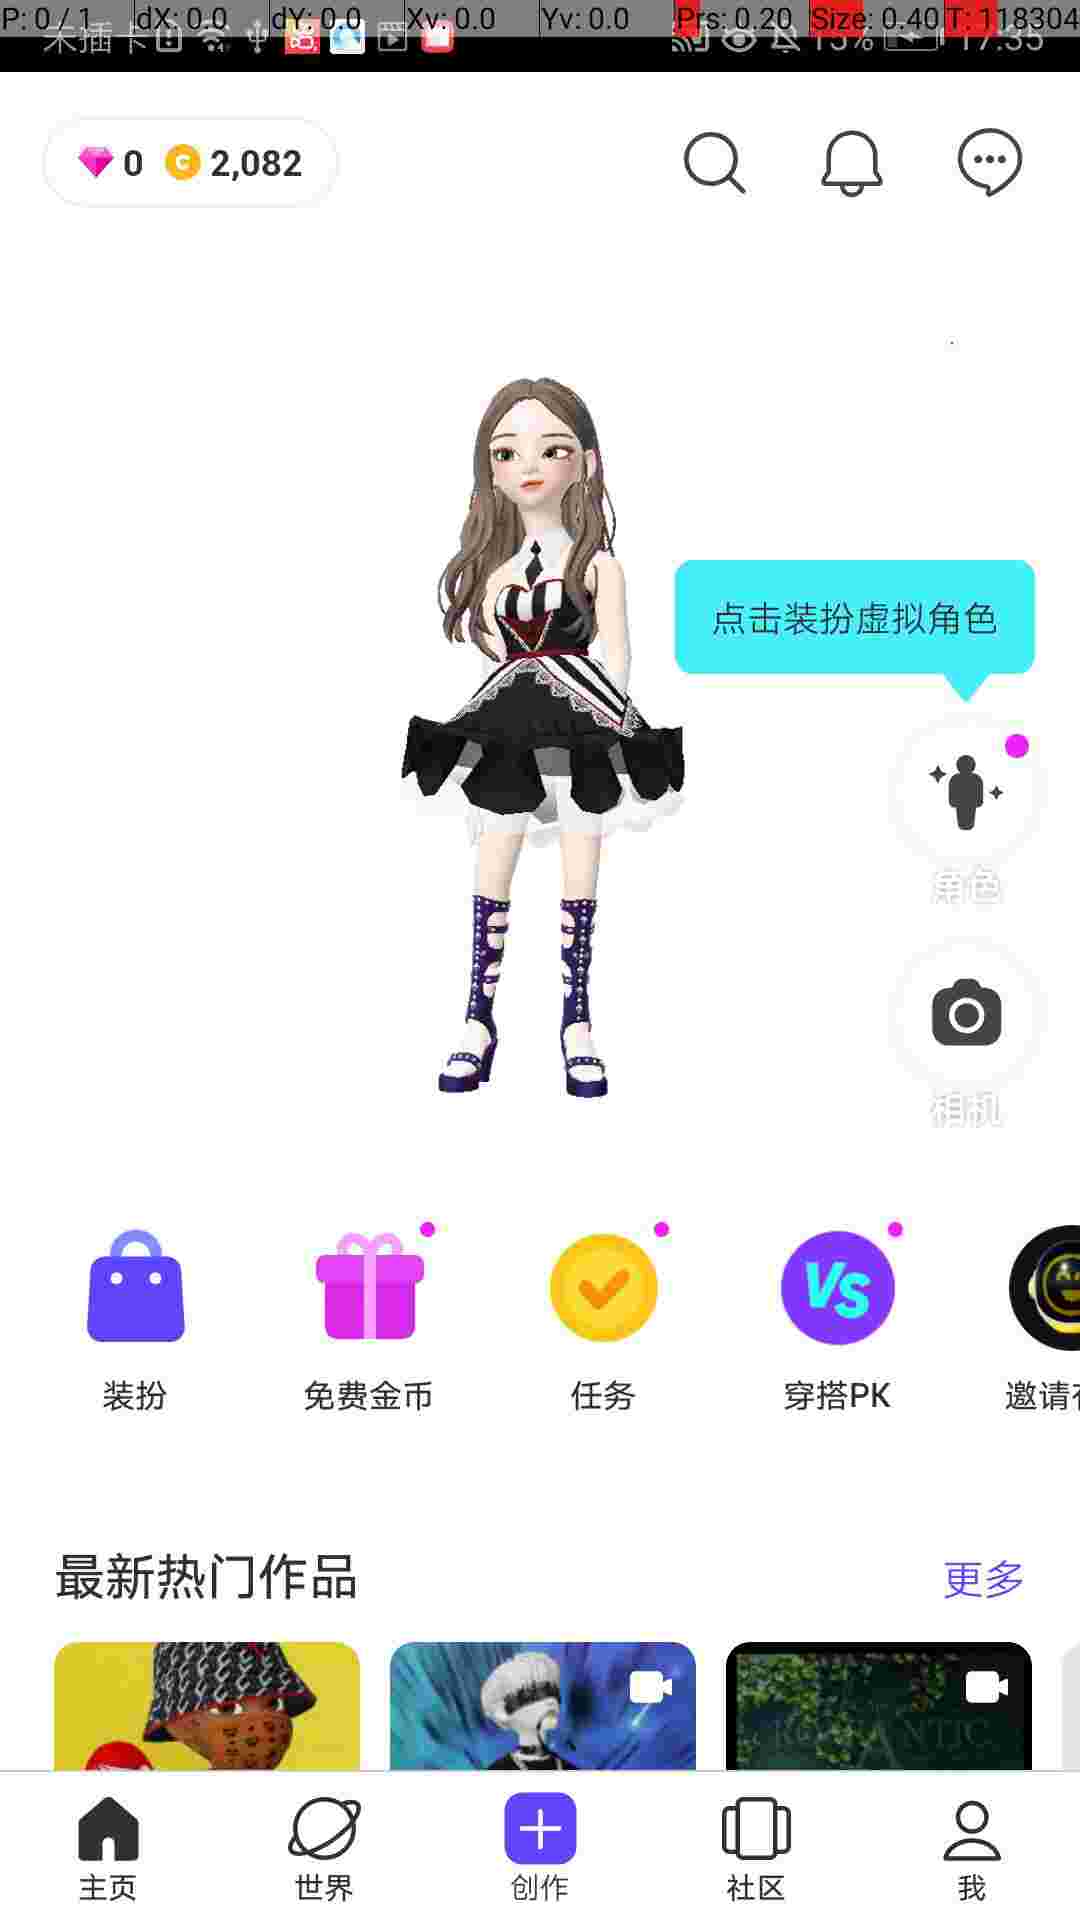 P: 0 / 1 dX: 0.0 dY: 0.0 Xv: 0.0 Yv: 0.0 Prs: 0.20 Size: 0.40 T: 118304
未插卡 15% 17:35
0 2,082
点击装扮虚拟角色
角色
相机
VS
装扮 免费金币 任务 穿搭PK 邀请
最新热门作品 更多
ROMANTIC
主页 世界 创作 社区 我